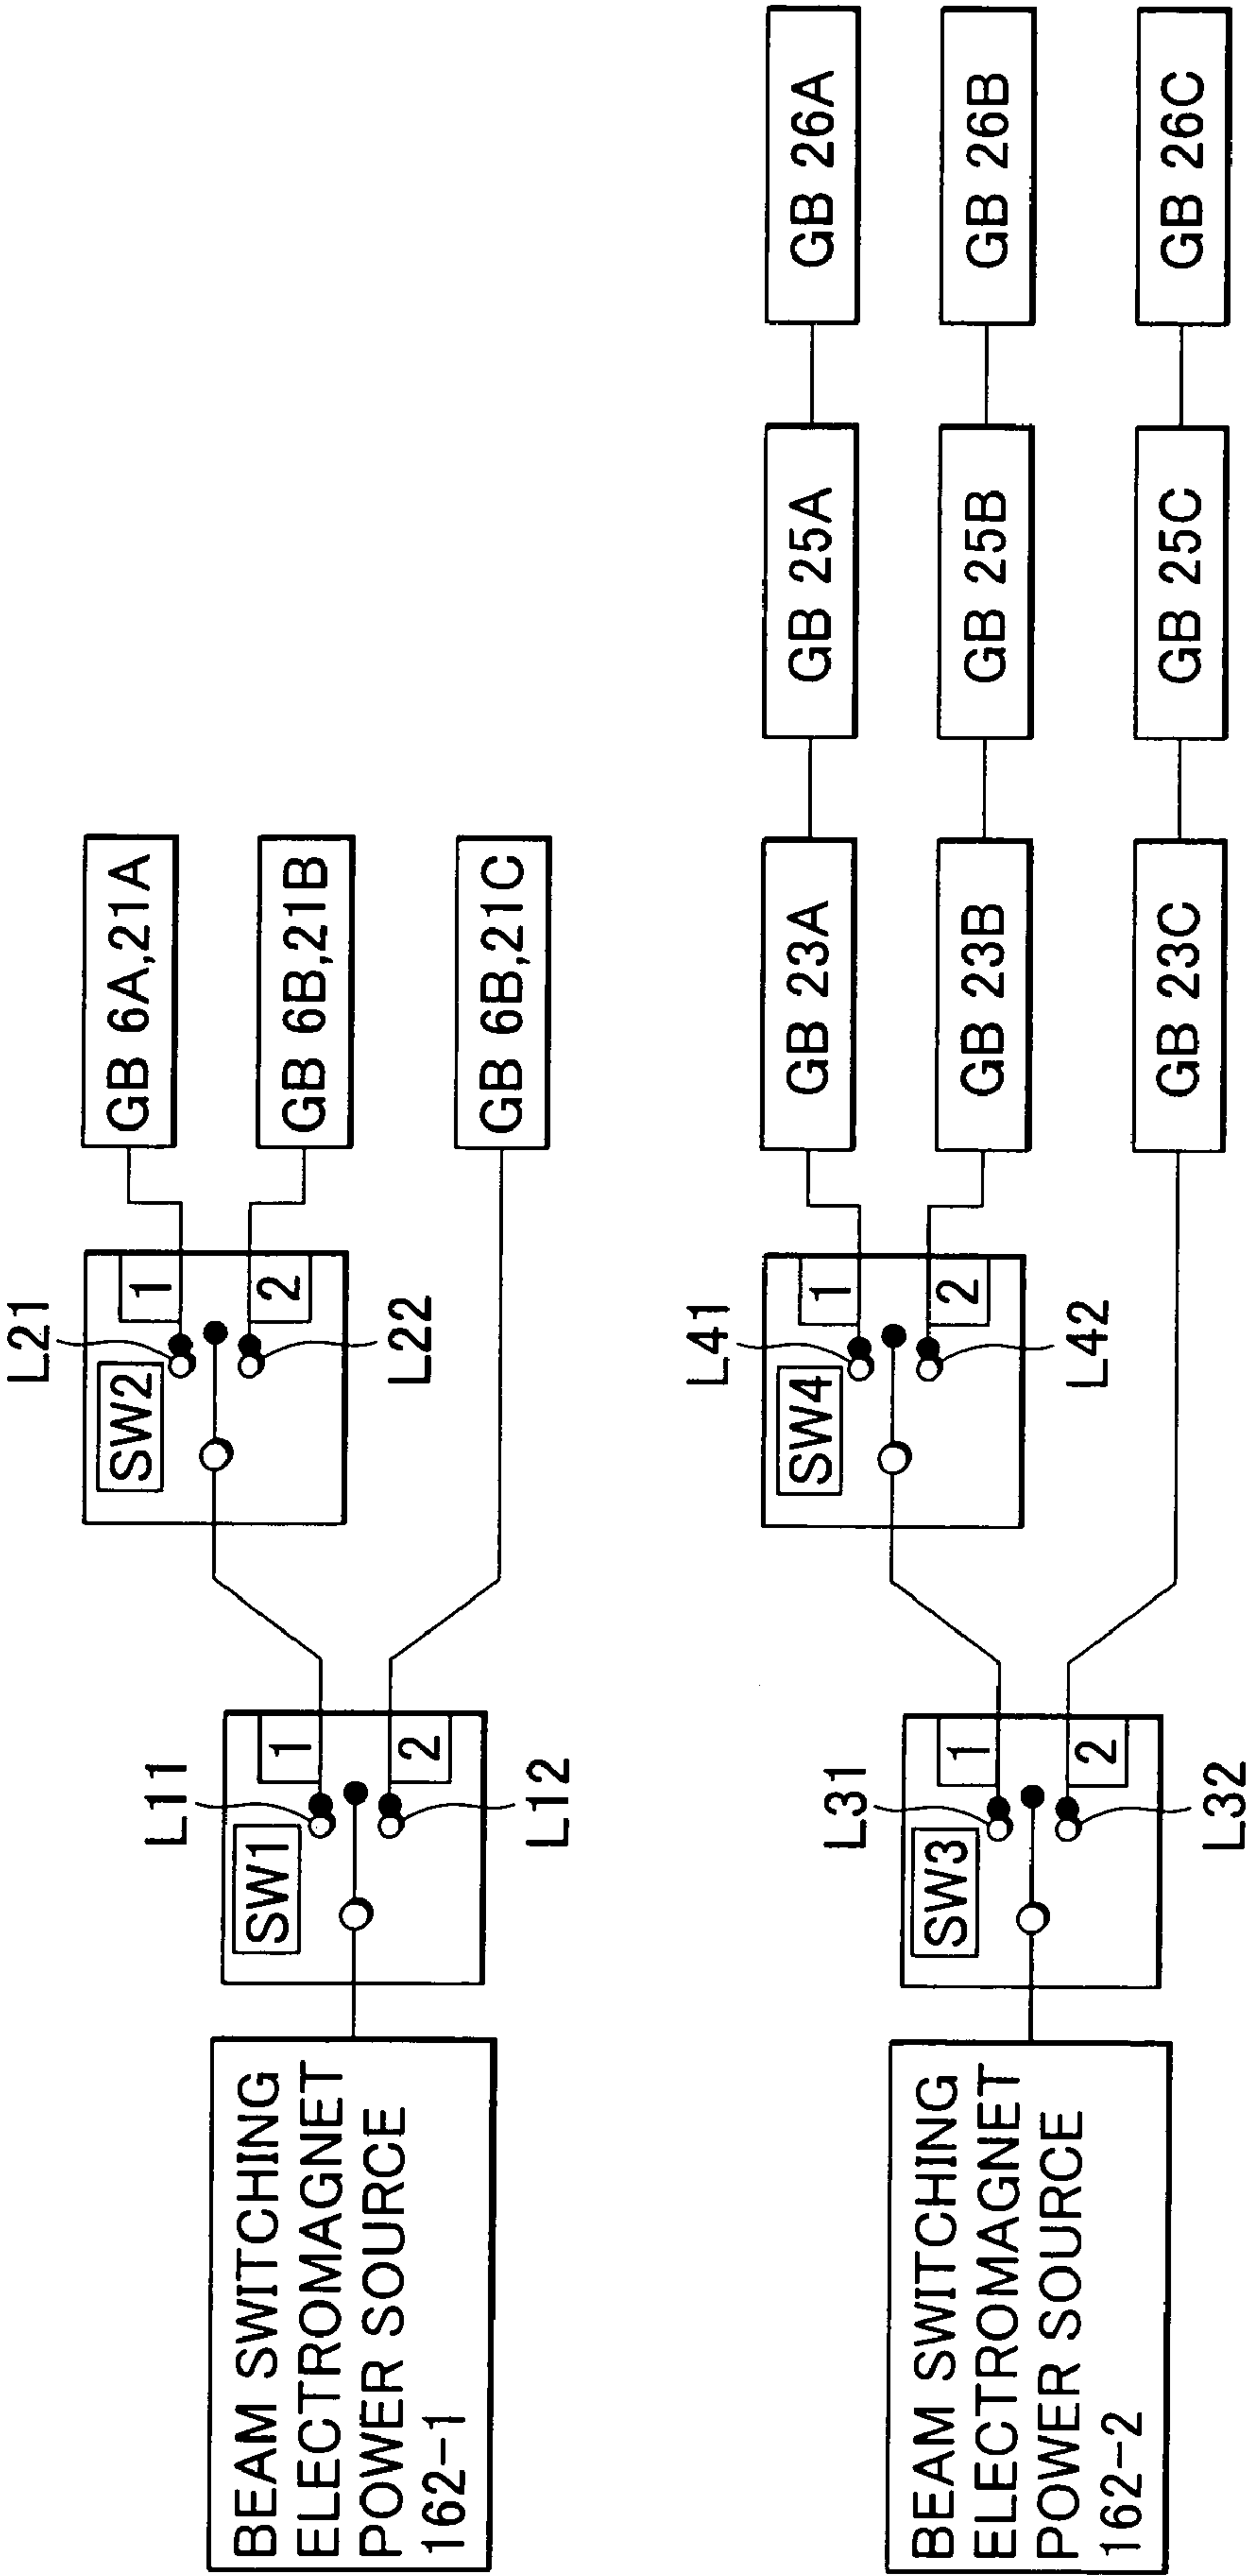 BEAM SWITCHING
ELECTROMAGNET
POWER SOURCE
162-1
SW1
1
2
L11
L12
SW2
1
2
L21
L22
GB 6A,21A
GB 6B,21B
GB 6B,21C
BEAM SWITCHING
ELECTROMAGNET
POWER SOURCE
162-2
SW3
1
2
L31
L32
SW4
1
2
L41
L42
GB 23A
GB 25A
GB 26A
GB 23B
GB 25B
GB 26B
GB 23C
GB 25C
GB 26C